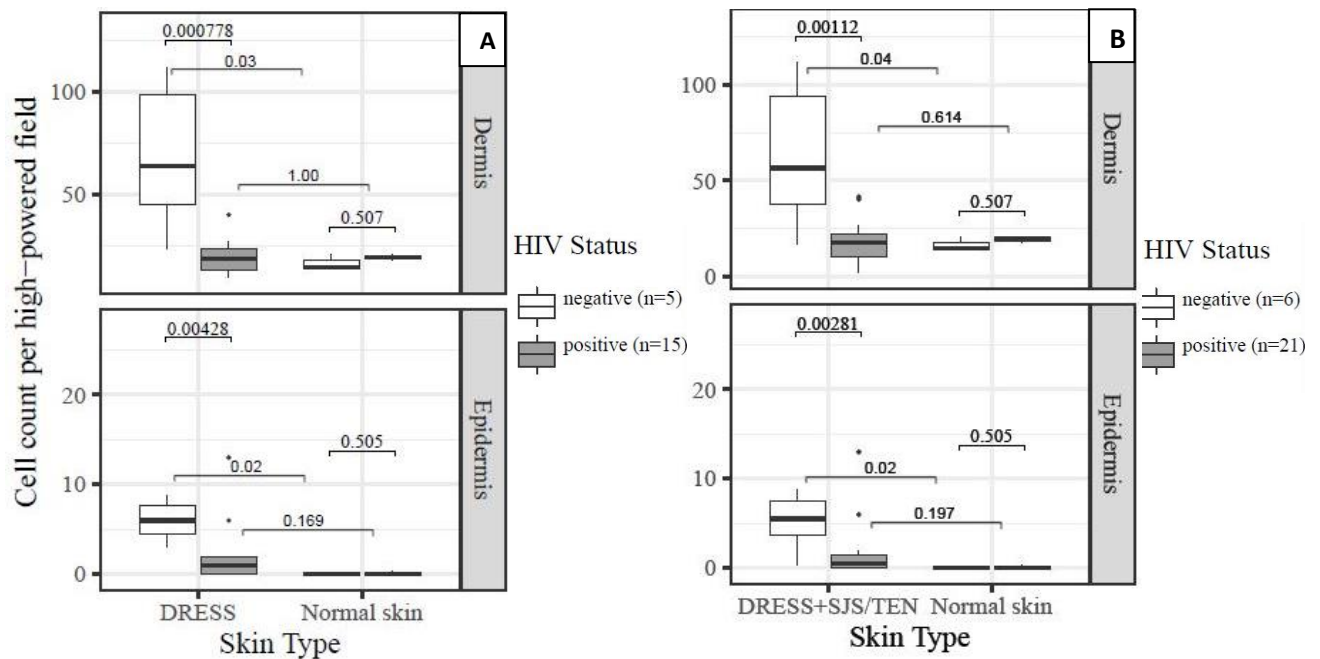 A
0.000778
0.03
100
1.00
50
0.507
Dermis
Cell count per high-powered field
0.00428
20
0.505
0.02
10
0.169
0
Epidermis
DRESS
Normal skin
Skin Type
HIV Status
negative (n=5)
positive (n=15)
B
0.00112
0.04
100
0.614
50
0.507
0
Dermis
0.00281
20
0.505
0.02
10
0.197
0
Epidermis
DRESS+SJS/TEN
Normal skin
Skin Type
HIV Status
negative (n=6)
positive (n=21)